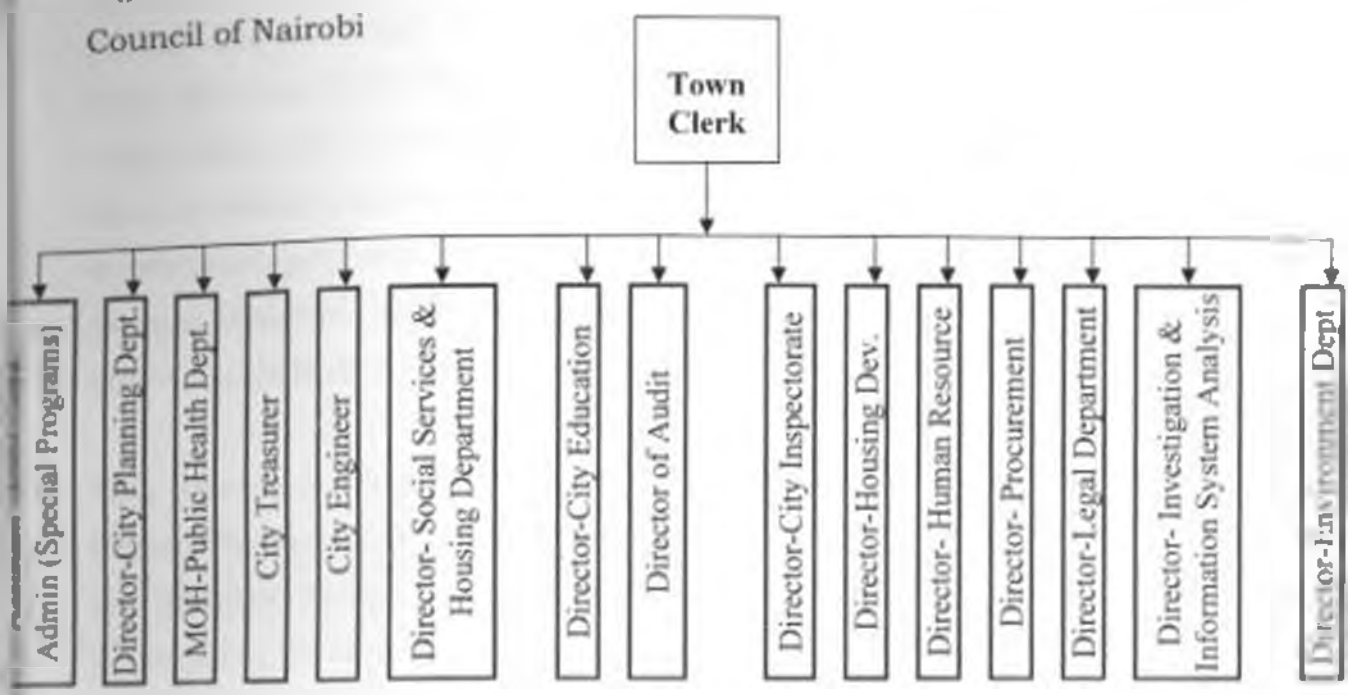 Council of Nairobi
Town
Clerk
Admin (Special Programs)
Director-City Planning Dept.
MOH-Public Health Dept.
City Treasurer
City Engineer
Director- Social Services &
Housing Department
Director-City Education
Director of Audit
Director-City Inspectorate
Director-Housing Dev.
Director- Human Resource
Director- Procurement
Director-Legal Department
Director- Investigation &
Information System Analysis
Director-Environment Dept